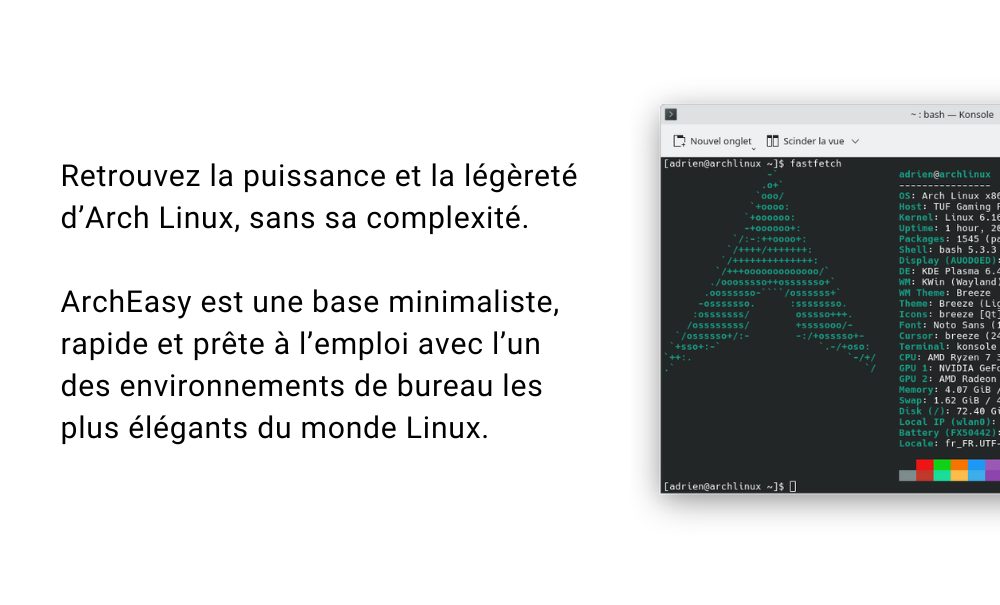 Retrouvez la puissance et la légèreté
d’Arch Linux, sans sa complexité.
ArchEasy est une base minimaliste,
rapide et prête à l’emploi avec l’un
des environnements de bureau les
plus élégants du monde Linux.
~ : bash — Konsole
Nouvel onglet
Scinder la vue
[adrien@archlinux ~]$ fastfetch
adrien@archlinux
----------------
OS: Arch Linux x86
Host: TUF Gaming F
Kernel: Linux 6.16
Uptime: 1 hour, 20
Packages: 1545 (pa
Shell: bash 5.3.3
Display (AUO00ED):
DE: KDE Plasma 6.4
WM: KWin (Wayland)
WM Theme: Breeze
Theme: Breeze (Lig
Icons: breeze [Qt]
Font: Noto Sans (1
Cursor: breeze (24
Terminal: konsole
CPU: AMD Ryzen 7 3
GPU 1: NVIDIA GeFo
GPU 2: AMD Radeon
Memory: 4.07 GiB /
Swap: 1.62 GiB / 4
Disk (/): 72.40 Gi
Local IP (wlan0):
Battery (FX50442):
Locale: fr_FR.UTF-
[adrien@archlinux ~]$